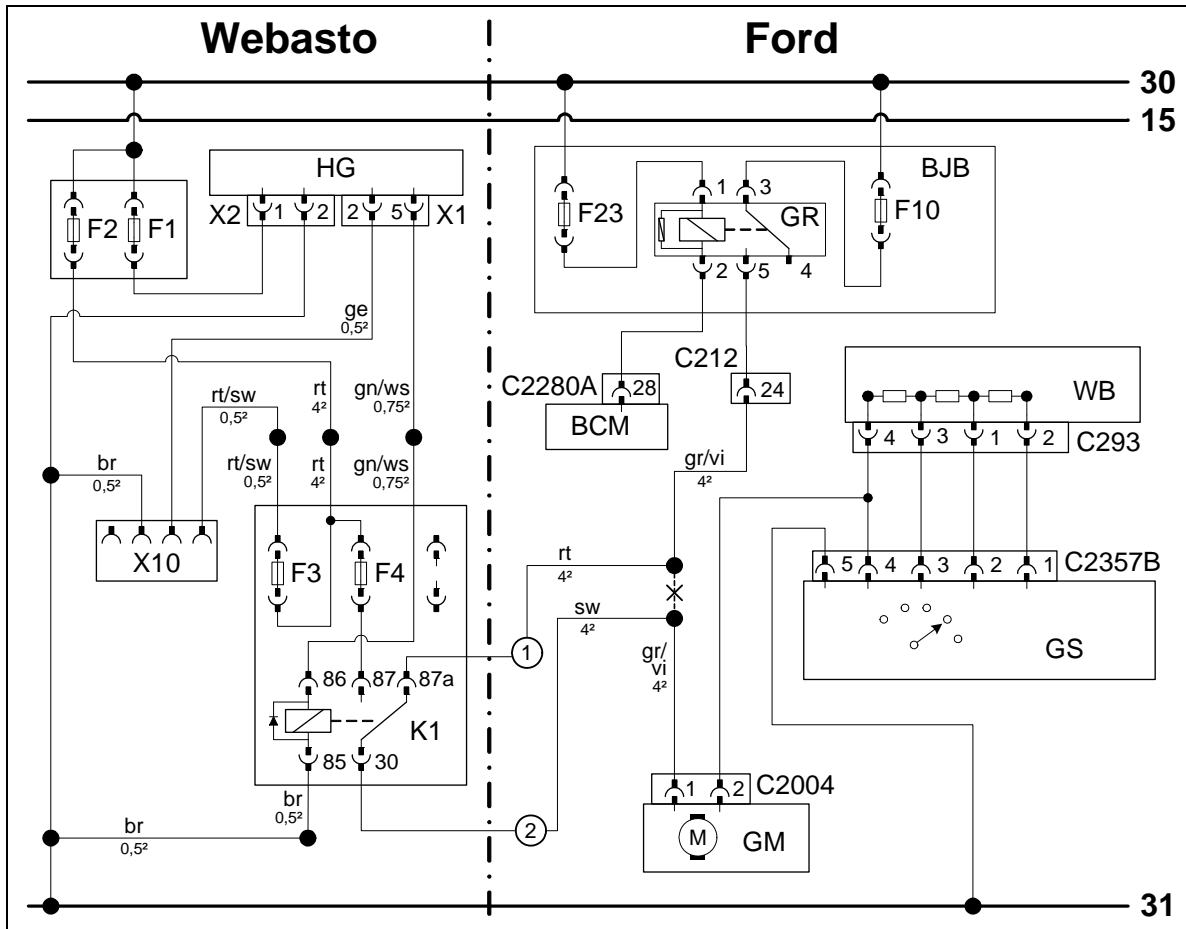 Webasto
Ford
30
15
HG
X2
1
2
2
5
X1
F2
F1
BJB
1
3
F23
GR
F10
2
5
4
ge
0,5²
C212
24
C2280A
28
BCM
WB
4
3
1
2
C293
rt/sw
0,5²
rt
4²
gn/ws
0,75²
br
0,5²
rt/sw
0,5²
rt
4²
gn/ws
0,75²
gr/vi
4²
X10
F3
F4
rt
4²
sw
4²
5
4
3
2
1
C2357B
GS
1
gr/
vi
4²
86
87
87a
K1
85
30
br
0,5²
br
0,5²
2
1
2
C2004
M
GM
31